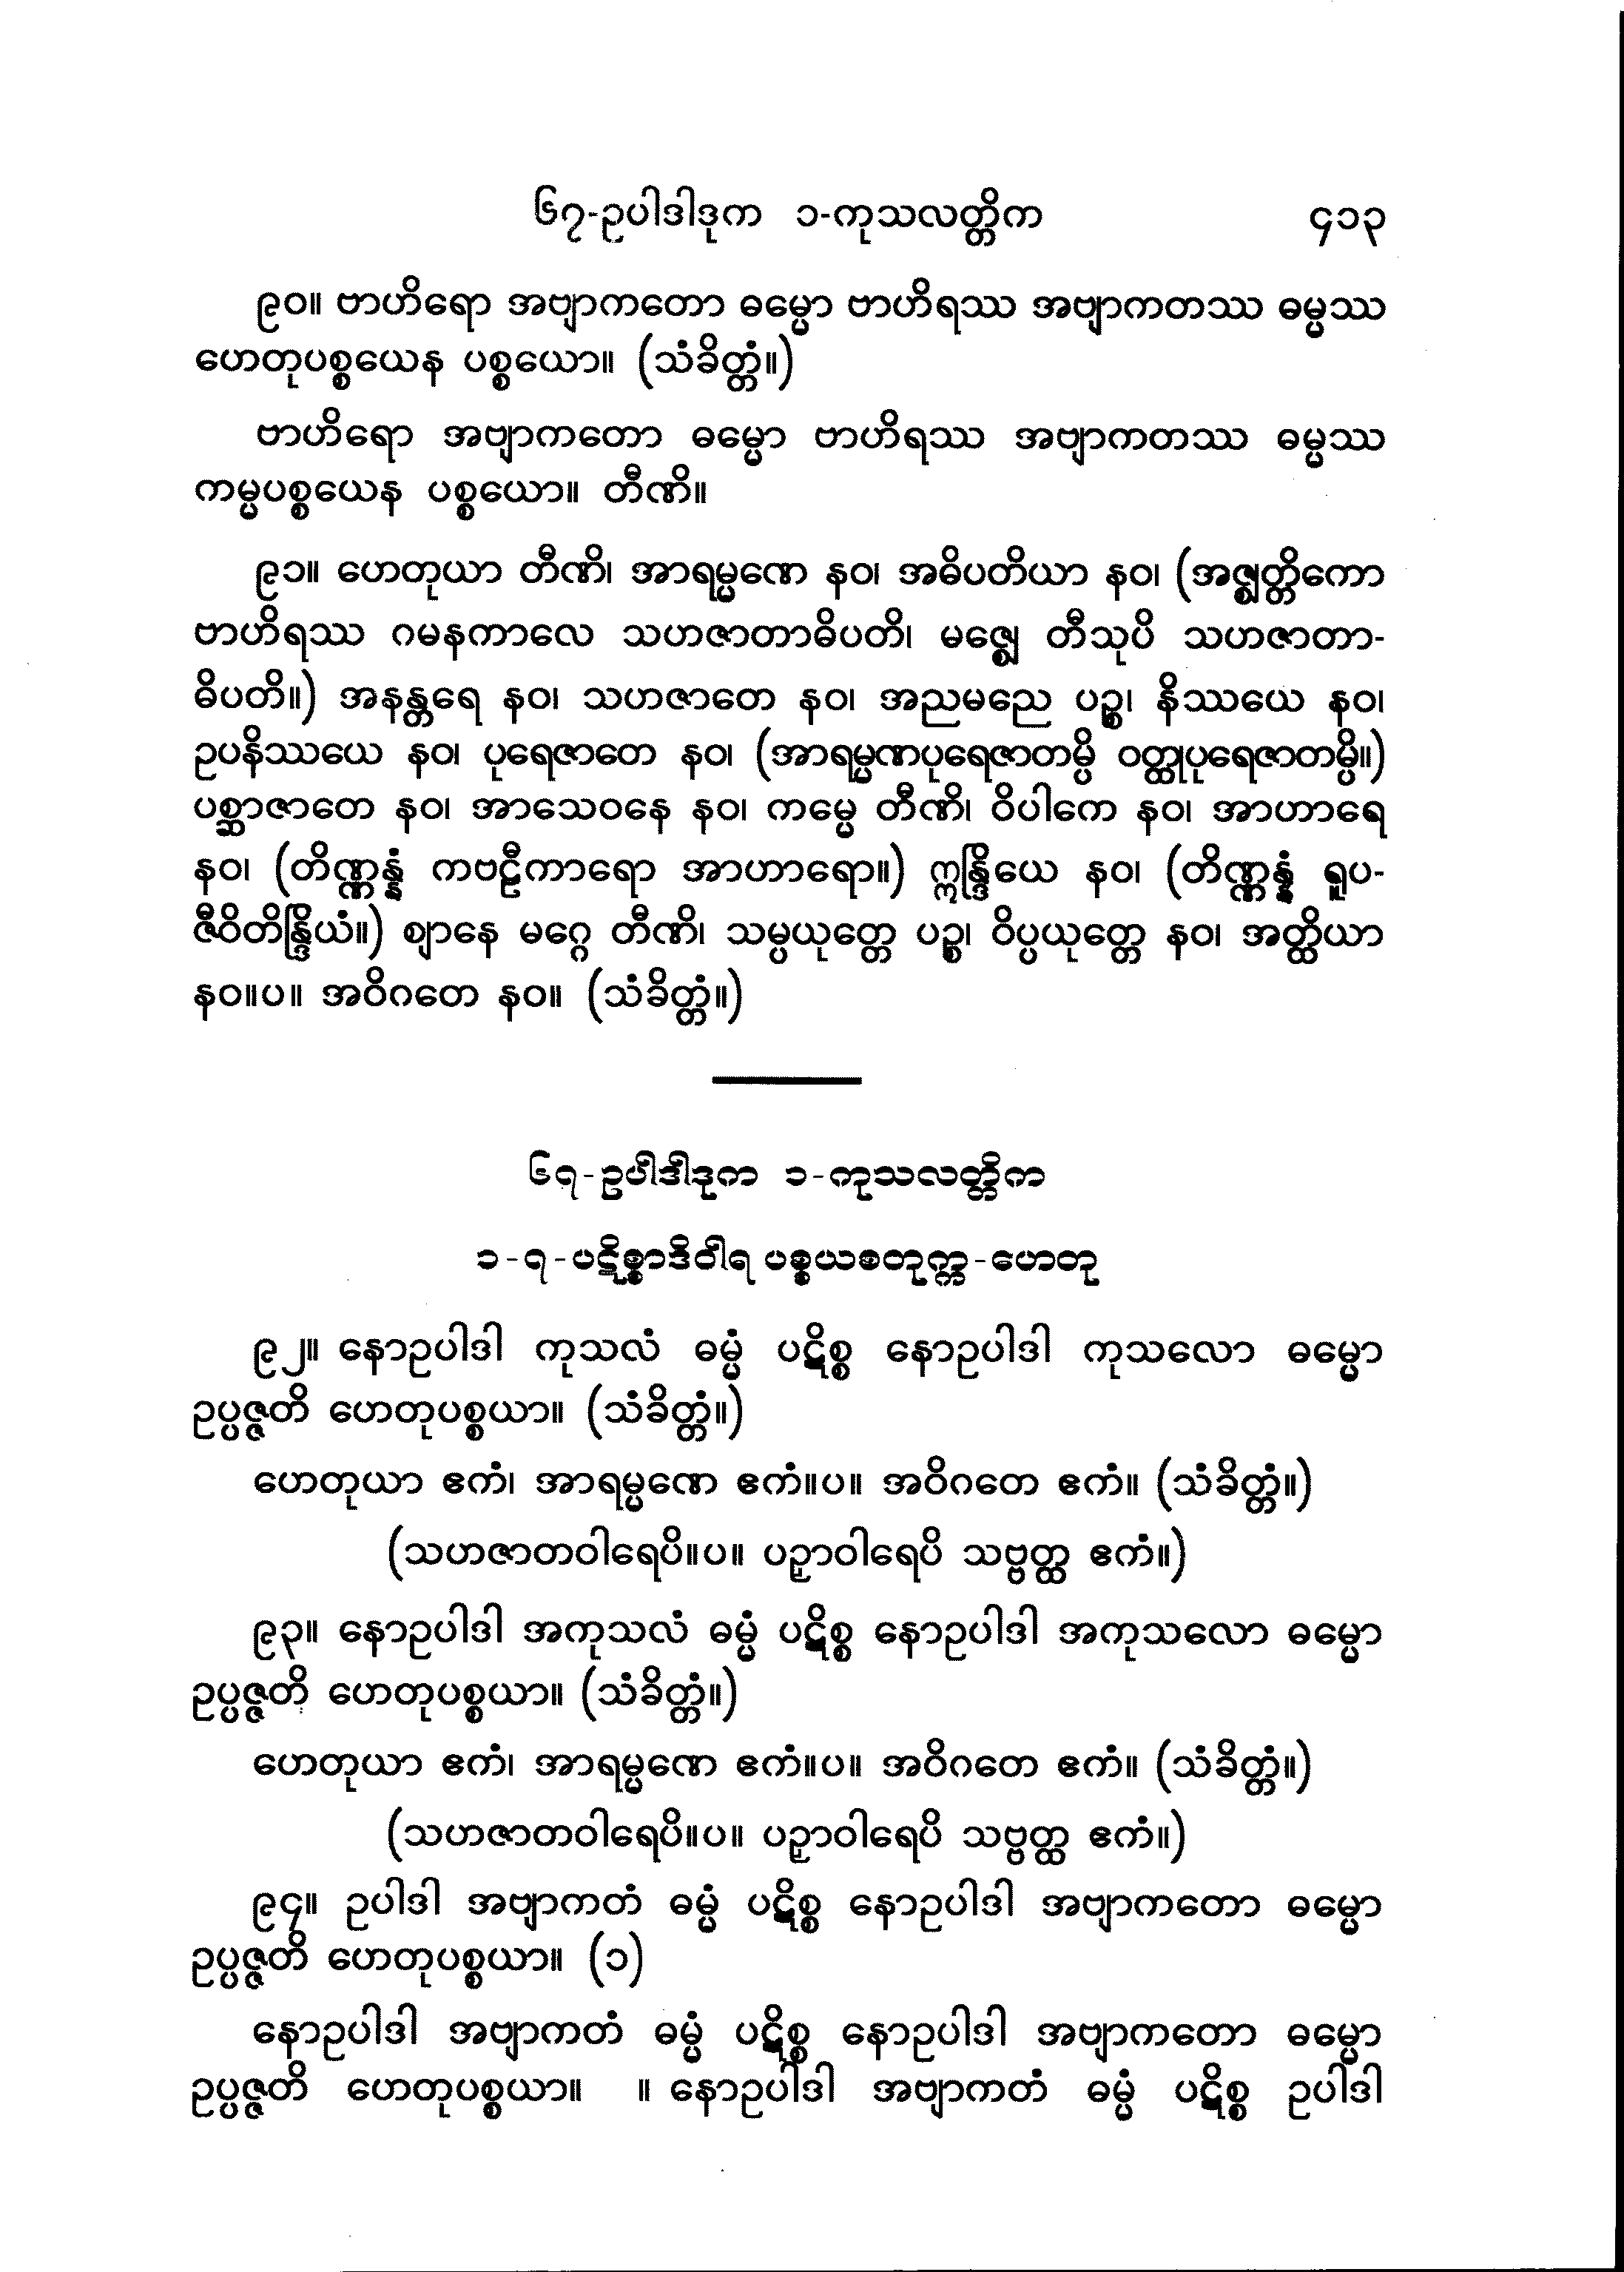 ၆၇-ဥပါဒါဒုက ၁-ကုသလတ္တိက ၄၁၃
၉၀။ ဗာဟိရော အဗျာကတော ဓမ္မော ဗာဟိရဿ အဗျာကတဿ ဓမ္မဿ
ဟေတုပစ္စယေန ပစ္စယော။ (သံခိတ္တံ။)
ဗာဟိရော အဗျာကတော ဓမ္မော ဗာဟိရဿ အဗျာကတဿ ဓမ္မဿ
ကမ္မပစ္စယေန ပစ္စယော။ တီဏိ။
၉၁။ ဟေတုယာ တီဏိ၊ အာရမ္မဏေ နဝ၊ အဓိပတိယာ နဝ၊ (အဇ္ဈတ္တိကော
ဗာဟိရဿ ဂမနကာလေ သဟဇာတာဓိပတိ၊ မဇ္ဈေ တီသုပိ သဟဇာတာ-
ဓိပတိ။) အနန္တရေ နဝ၊ သဟဇာတေ နဝ၊ အညမညေ ပဉ္စ၊ နိဿယေ နဝ၊
ဥပနိဿယေ နဝ၊ ပုရေဇာတေ နဝ၊ (အာရမ္မဏပုရေဇာတမ္ပိ ဝတ္ထုပုရေဇာတမ္ပိ။)
ပစ္ဆာဇာတေ နဝ၊ အာသေဝနေ နဝ၊ ကမ္မေ တီဏိ၊ ဝိပါကေ နဝ၊ အာဟာရေ
နဝ၊ (တိဏ္ဏန္နံ ကဗဠီကာရော အာဟာရော။) ဣန္ဒြိယေ နဝ၊ (တိဏ္ဏန္နံ ရူပ-
ဇီဝိတိန္ဒြိယံ။) ဈာနေ မဂ္ဂေ တီဏိ၊ သမ္ပယုတ္တေ ပဉ္စ၊ ဝိပ္ပယုတ္တေ နဝ၊ အတ္ထိယာ
နဝ။ပ။ အဝိဂတေ နဝ။ (သံခိတ္တံ။)
၆၇-ဥပါဒါဒုက ၁-ကုသလတ္တိက
၁-၇-ပဋိစ္စာဒိဝါရ ပစ္စယစတုက္က-ဟေတု
၉၂။ နောဥပါဒါ ကုသလံ ဓမ္မံ ပဋိစ္စ နောဥပါဒါ ကုသလော ဓမ္မော
ဥပ္ပဇ္ဇတိ ဟေတုပစ္စယာ။ (သံခိတ္တံ။)
ဟေတုယာ ဧကံ၊ အာရမ္မဏေ ဧကံ။ပ။ အဝိဂတေ ဧကံ။ (သံခိတ္တံ။)
(သဟဇာတဝါရေပိ။ပ။ ပဉှာဝါရေပိ သဗ္ဗတ္ထ ဧကံ။)
၉၃။ နောဥပါဒါ အကုသလံ ဓမ္မံ ပဋိစ္စ နောဥပါဒါ အကုသလော ဓမ္မော
ဥပ္ပဇ္ဇတိ ဟေတုပစ္စယာ။ (သံခိတ္တံ။)
ဟေတုယာ ဧကံ၊ အာရမ္မဏေ ဧကံ။ပ။ အဝိဂတေ ဧကံ။ (သံခိတ္တံ။)
(သဟဇာတဝါရေပိ။ပ။ ပဉှာဝါရေပိ သဗ္ဗတ္ထ ဧကံ။)
၉၄။ ဥပါဒါ အဗျာကတံ ဓမ္မံ ပဋိစ္စ နောဥပါဒါ အဗျာကတော ဓမ္မော
ဥပ္ပဇ္ဇတိ ဟေတုပစ္စယာ။ (၁)
နောဥပါဒါ အဗျာကတံ ဓမ္မံ ပဋိစ္စ နောဥပါဒါ အဗျာကတော ဓမ္မော
ဥပ္ပဇ္ဇတိ ဟေတုပစ္စယာ။ ။ နောဥပါဒါ အဗျာကတံ ဓမ္မံ ပဋိစ္စ ဥပါဒါ